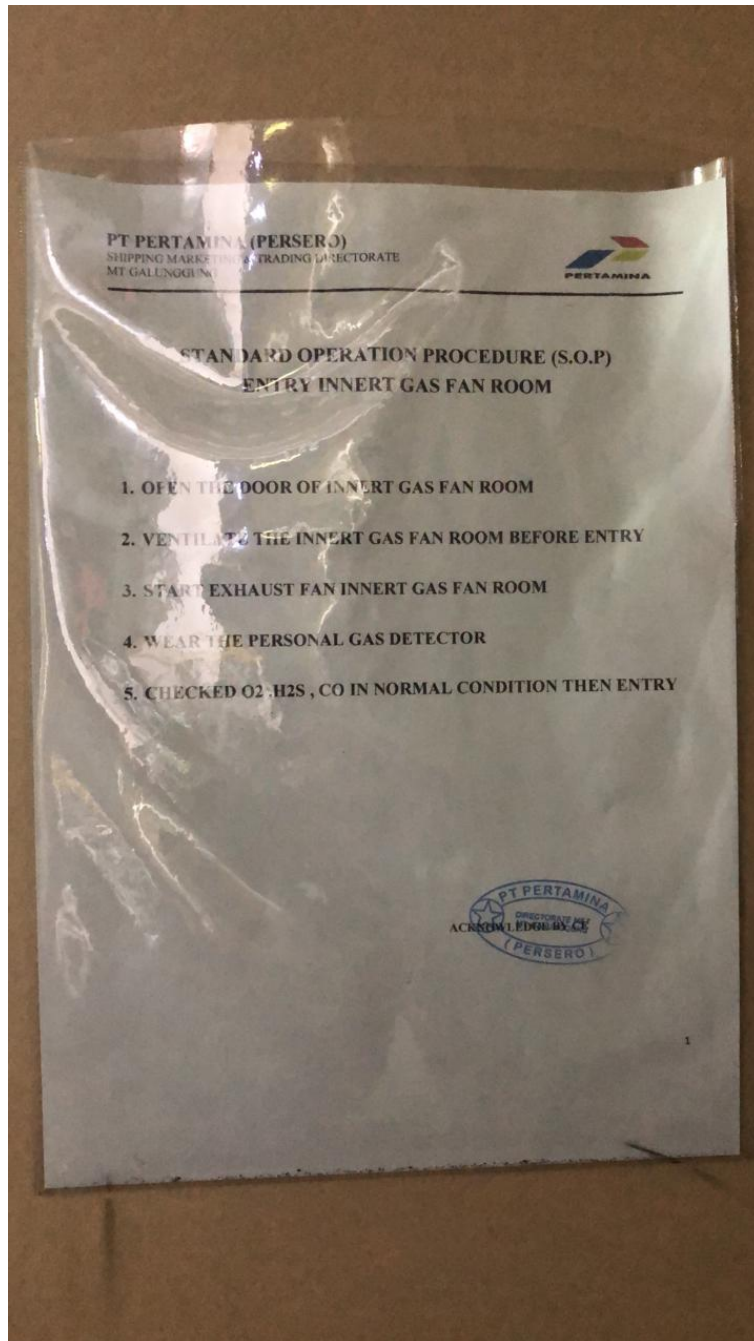 PT PERTAMINA (PERSERO)
SHIPPING MARKETING & TRADING DIRECTORATE
MT GALUNGGUNG
PERTAMINA
STANDARD OPERATION PROCEDURE (S.O.P)
ENTRY INNERT GAS FAN ROOM
1. OPEN THE DOOR OF INNERT GAS FAN ROOM
2. VENTILATE THE INNERT GAS FAN ROOM BEFORE ENTRY
3. START EXHAUST FAN INNERT GAS FAN ROOM
4. WEAR THE PERSONAL GAS DETECTOR
5. CHECKED O2 .H2S , CO IN NORMAL CONDITION THEN ENTRY
PT PERTAMINA
DIRECTORATE
ACKNOWLEDGE BY CE
( PERSERO )
1